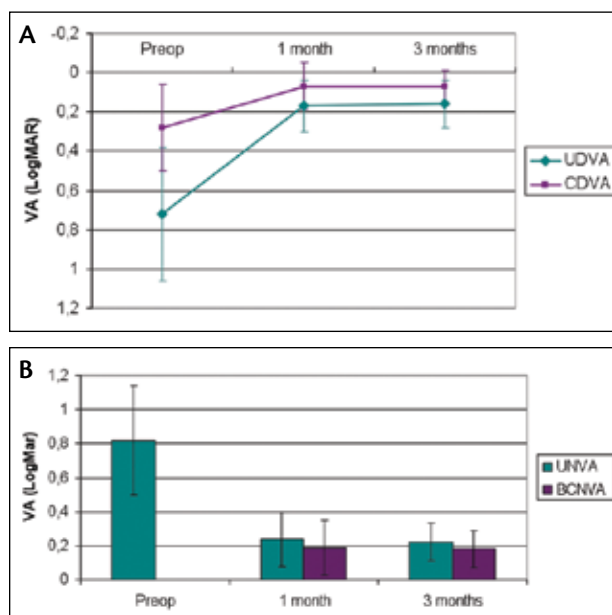 A
-0,2
0
0,2
0,4
0,6
0,8
1
1,2
VA (LogMAR)
Preop 1 month 3 months
UDVA
CDVA
B
1,2
1
0,8
0,6
0,4
0,2
0
VA (LogMar)
Preop 1 month 3 months
UNVA
BCNVA